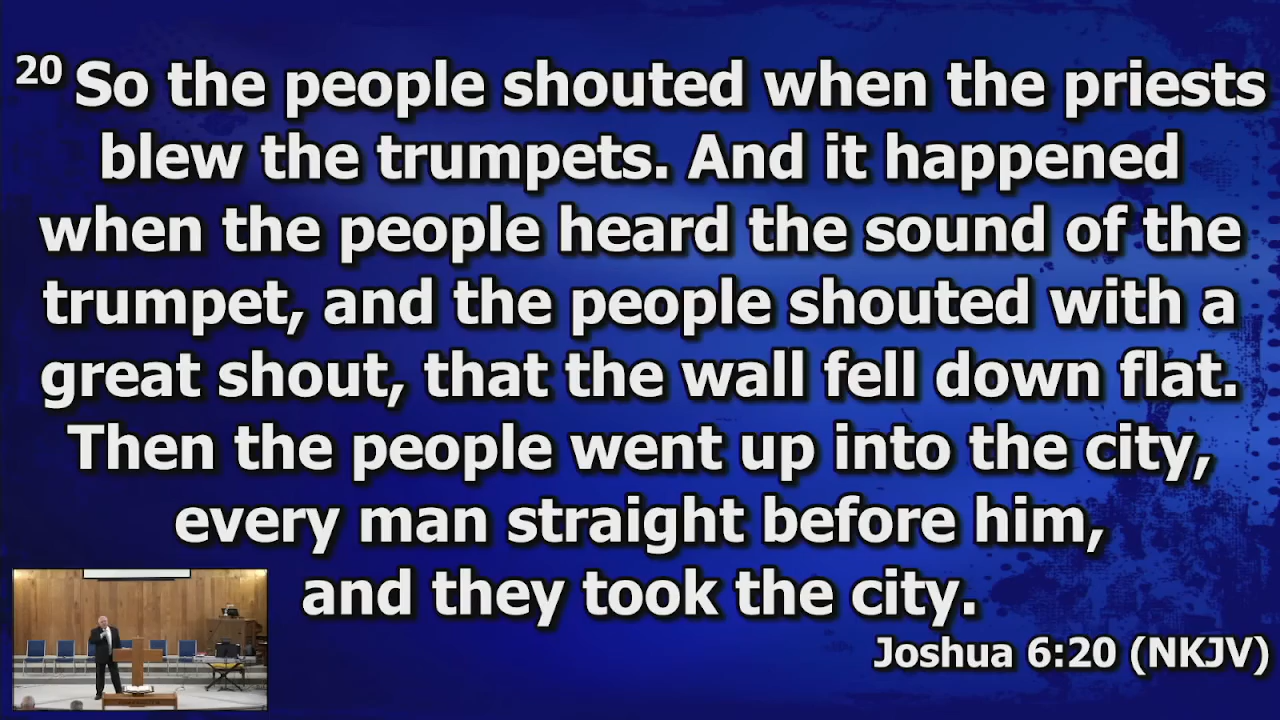 20 So the people shouted when the priests
blew the trumpets. And it happened
when the people heard the sound of the
trumpet, and the people shouted with a
great shout, that the wall fell down flat.
Then the people went up into the city,
every man straight before him,
and they took the city.
Joshua 6:20 (NKJV)